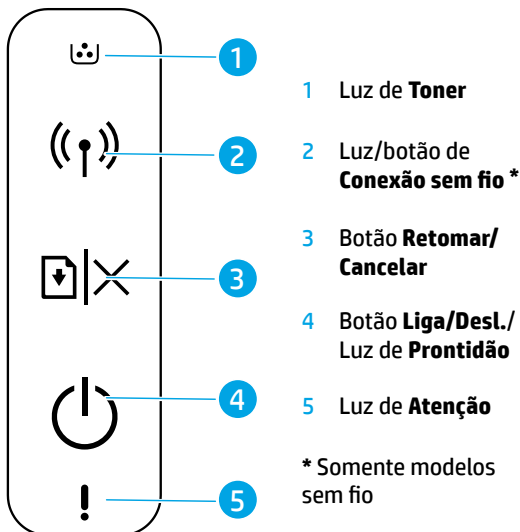 1
1 Luz de Toner
2
2 Luz/botão de
Conexão sem fio *
3
3 Botão Retomar/
Cancelar
4
4 Botão Liga/Desl./
Luz de Prontidão
5
5 Luz de Atenção
* Somente modelos
sem fio